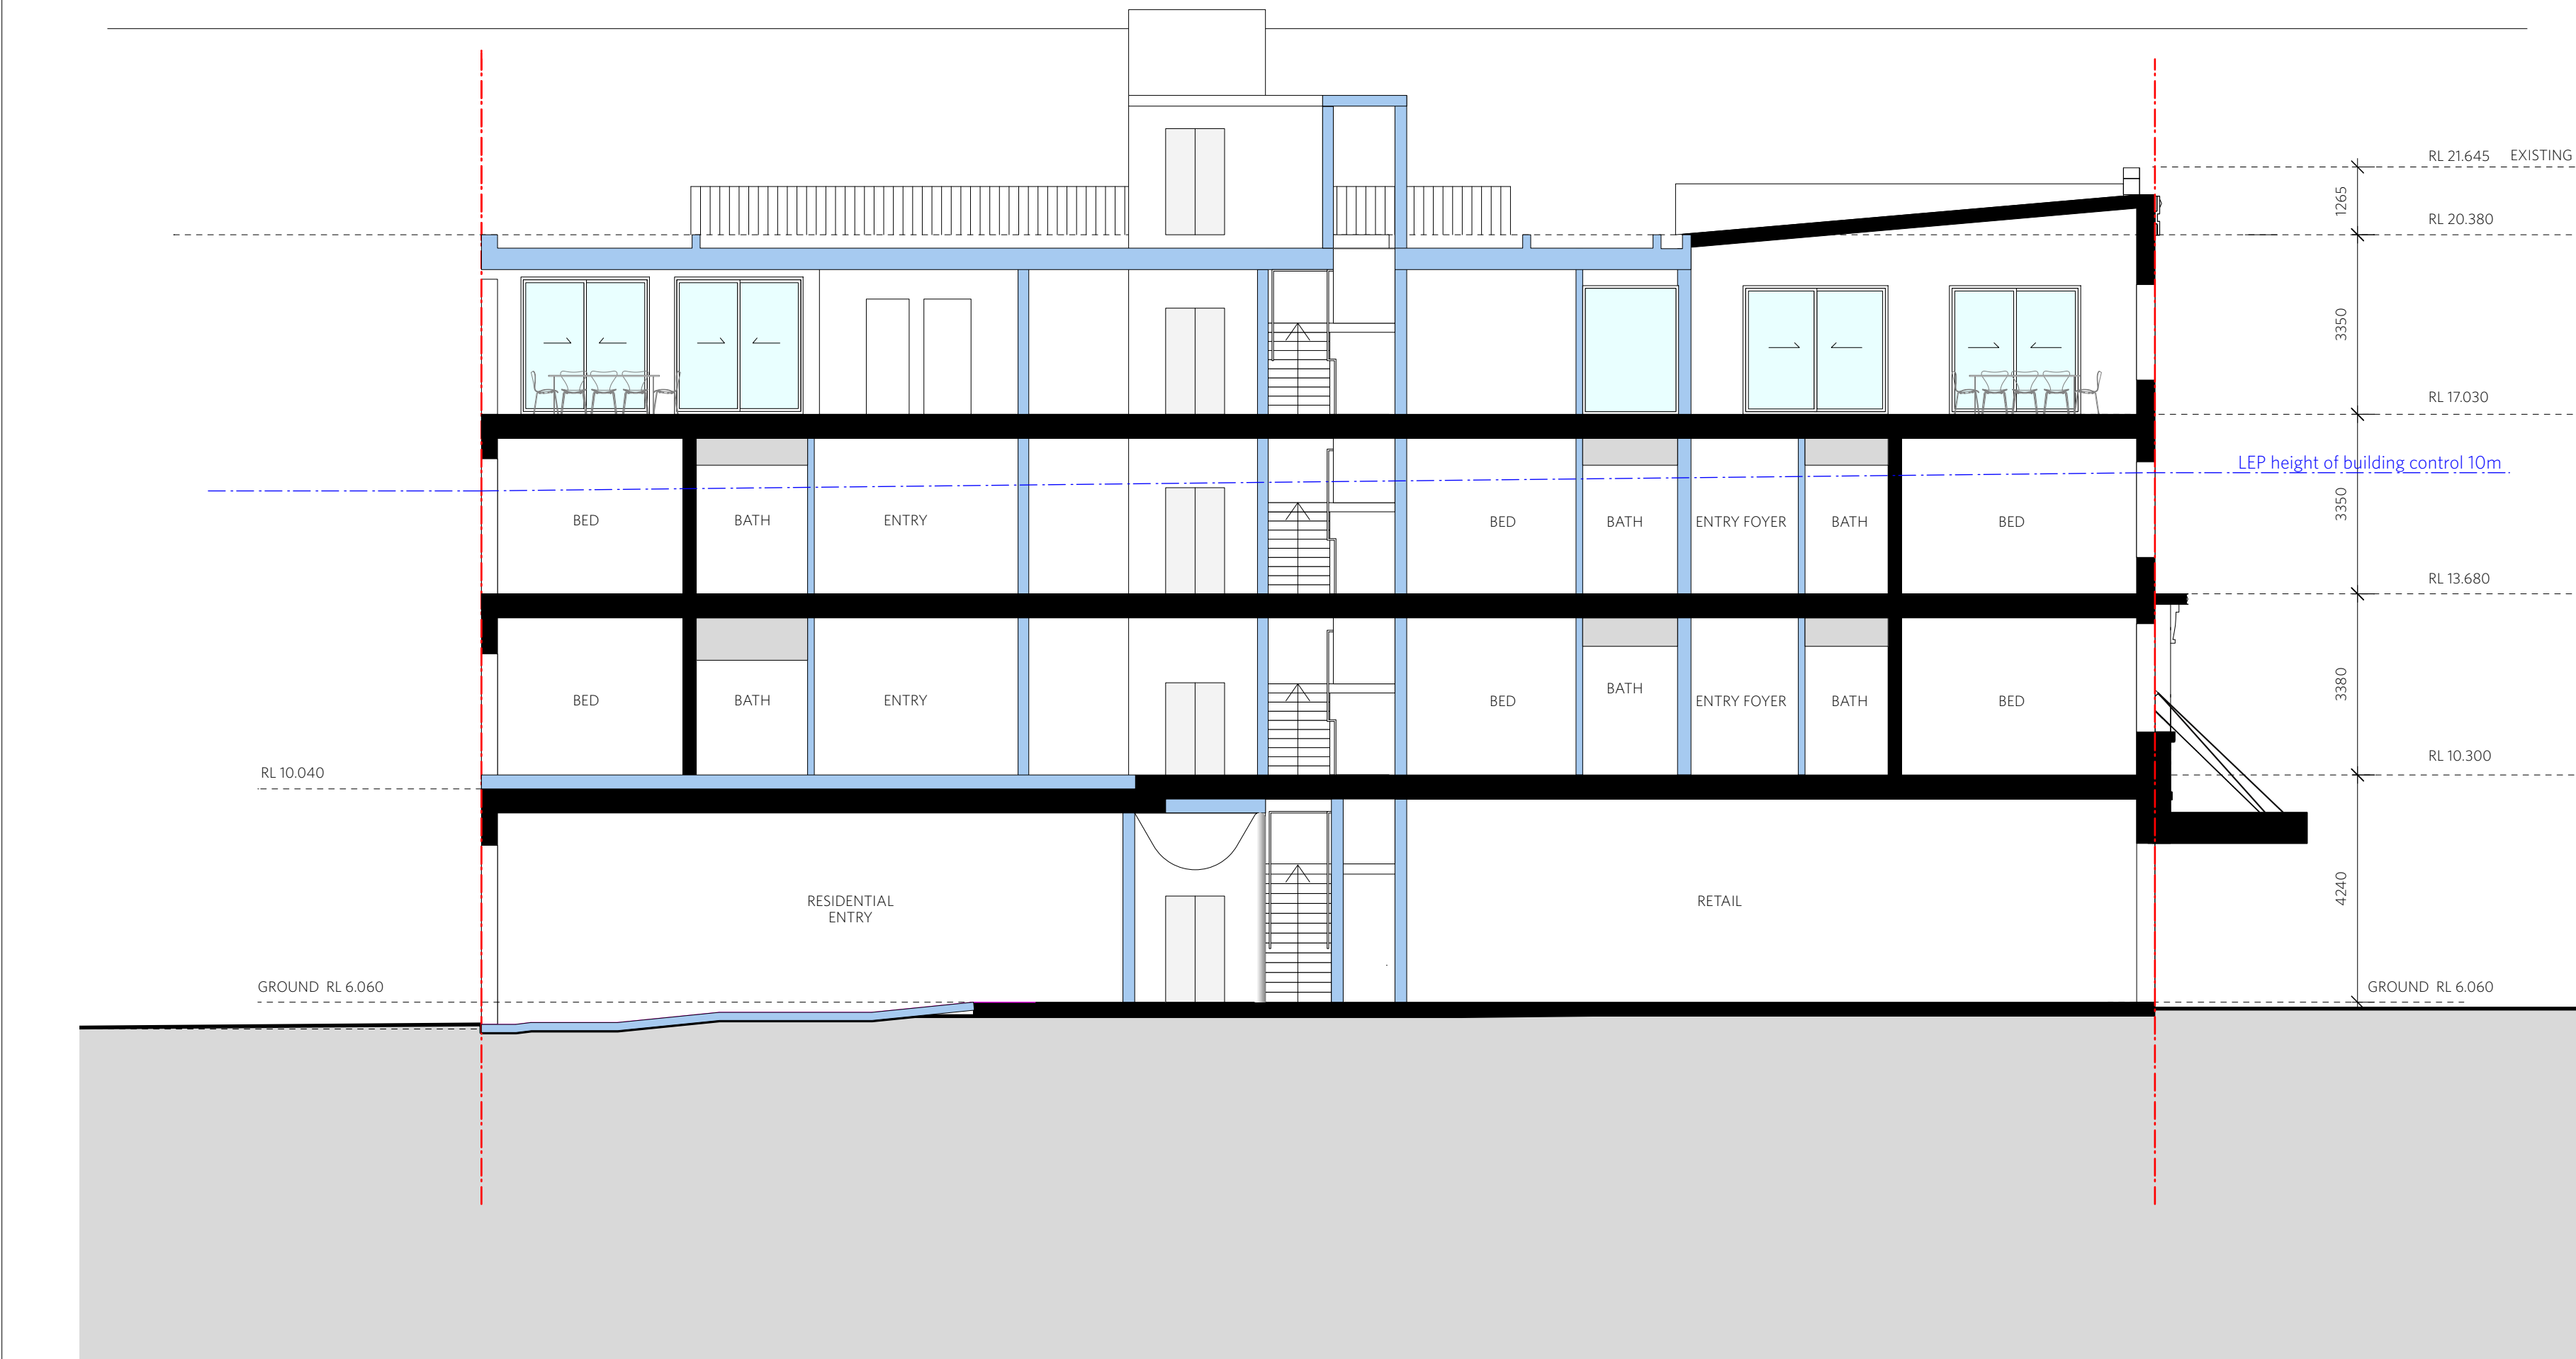 RL 21.645 EXISTING
1265
RL 20.380
3350
RL 17.030
LEP height of building control 10m
3350
BED BATH ENTRY BED BATH ENTRY FOYER BATH BED
RL 13.680
3380
BED BATH ENTRY BED BATH ENTRY FOYER BATH BED
RL 10.040
RL 10.300
4240
RESIDENTIAL
ENTRY
RETAIL
GROUND RL 6.060
GROUND RL 6.060